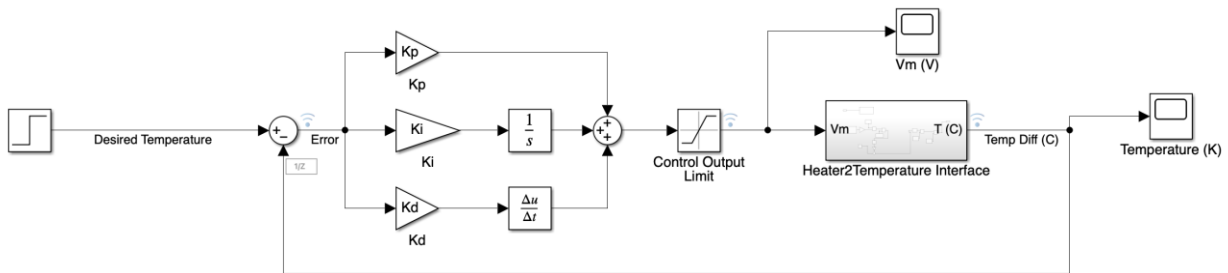 Vm (V)
Kp
Kp
Desired Temperature
+
−
Error
1/Z
Ki
Ki
1
s
+
+
+
Control Output
Limit
Vm
T (C)
Heater2Temperature Interface
Temp Diff (C)
Temperature (K)
Kd
Kd
Δu
Δt